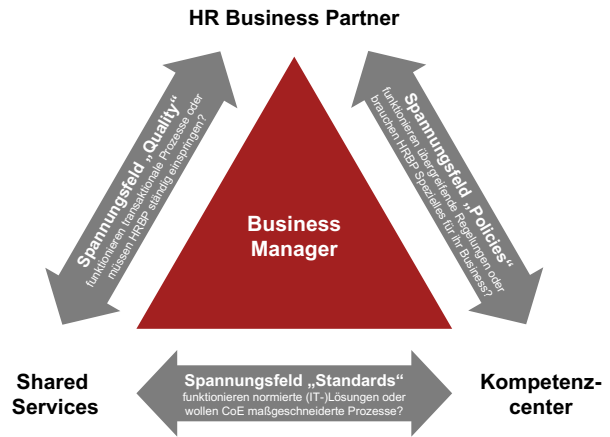 HR Business Partner
Spannungsfeld „Quality“
funktionieren transaktionale Prozesse oder
müssen HRBP ständig einspringen?
Spannungsfeld „Policies“
funktionieren übergreifende Regelungen oder
brauchen HRBP Spezielles für ihr Business?
Business
Manager
Shared
Services
Spannungsfeld „Standards“
funktionieren normierte (IT-)Lösungen oder
wollen CoE maßgeschneiderte Prozesse?
Kompetenz-
center